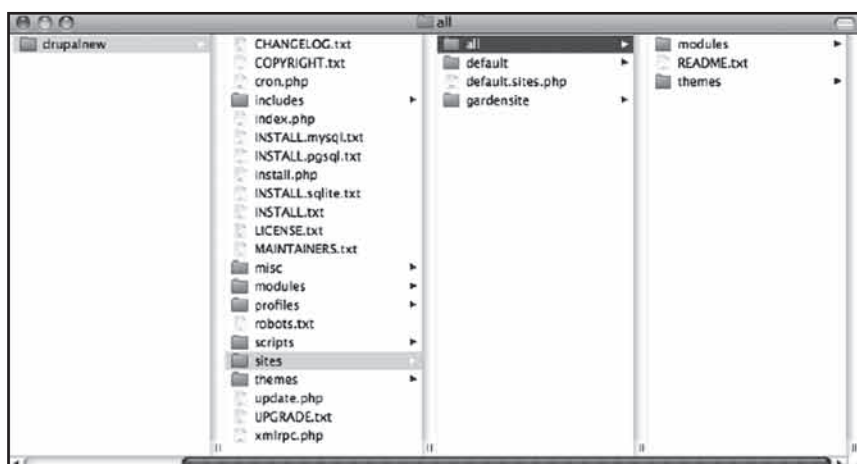 all
drupalnew
CHANGELOG.txt
COPYRIGHT.txt
cron.php
includes
index.php
INSTALL.mysql.txt
INSTALL.pgsql.txt
install.php
INSTALL.sqlite.txt
INSTALL.txt
LICENSE.txt
MAINTAINERS.txt
misc
modules
profiles
robots.txt
scripts
sites
themes
update.php
UPGRADE.txt
xmlrpc.php
all
default
default.sites.php
gardensite
modules
README.txt
themes